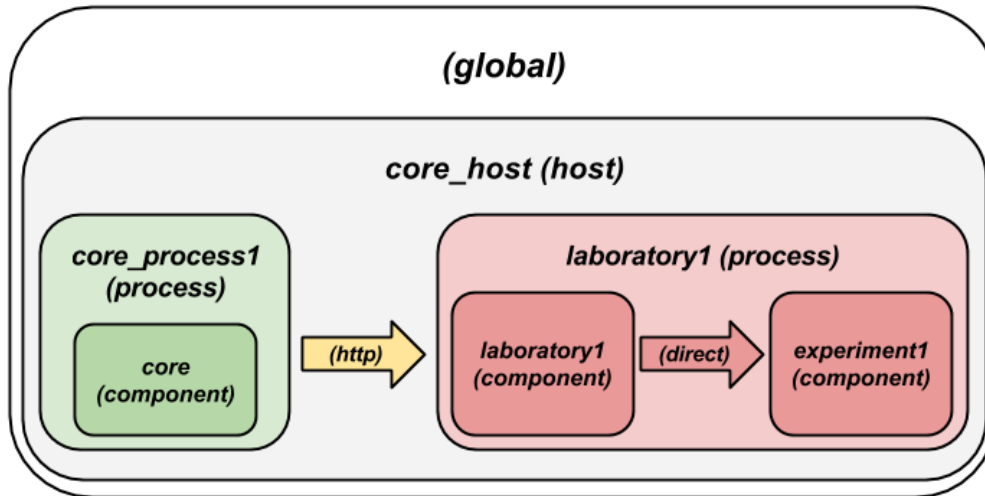 (global)
core_host (host)
core_process1
(process)
core
(component)
(http)
laboratory1 (process)
laboratory1
(component)
(direct)
experiment1
(component)